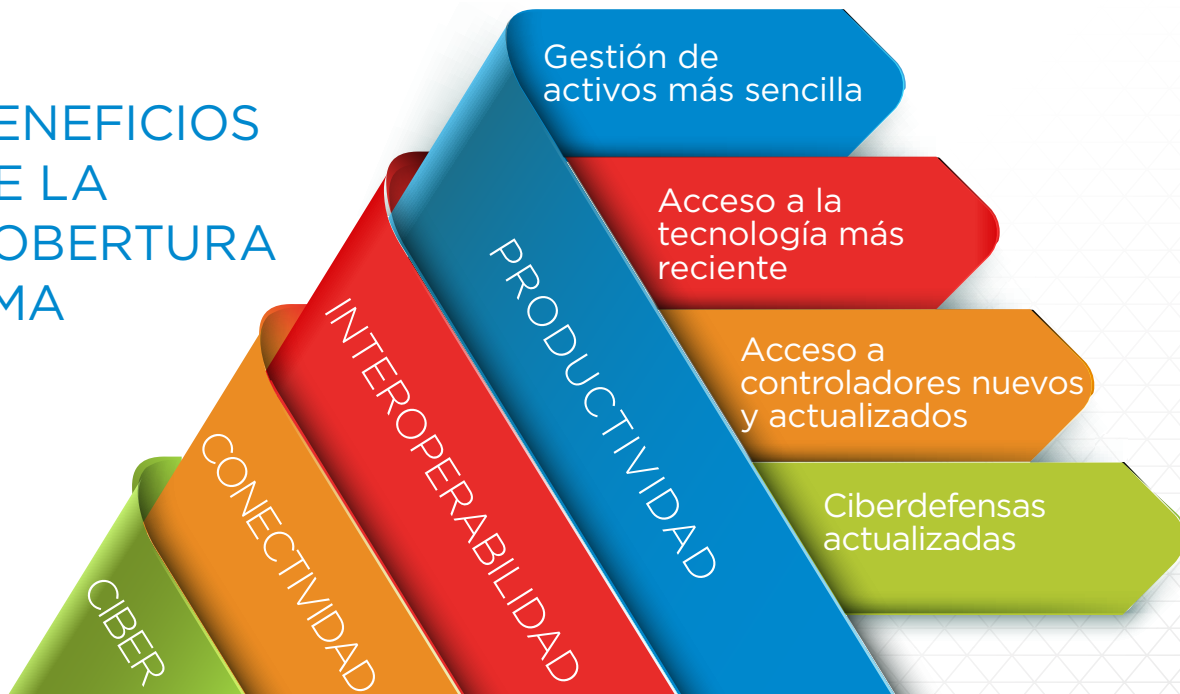 ENEFICIOS
E LA
OBERTURA
MA
Gestión de
activos más sencilla
Acceso a la
tecnología más
reciente
Acceso a
controladores nuevos
y actualizados
Ciberdefensas
actualizadas
PRODUCTIVIDAD
INTEROPERABILIDAD
CONECTIVIDAD
CIBER